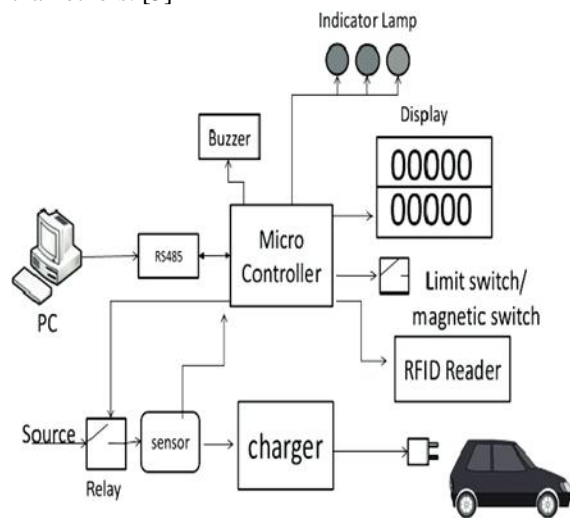 Indicator Lamp
Display
Buzzer
00000
00000
RS485
Micro
Controller
PC
Limit switch/
magnetic switch
RFID Reader
Source
sensor
charger
Relay